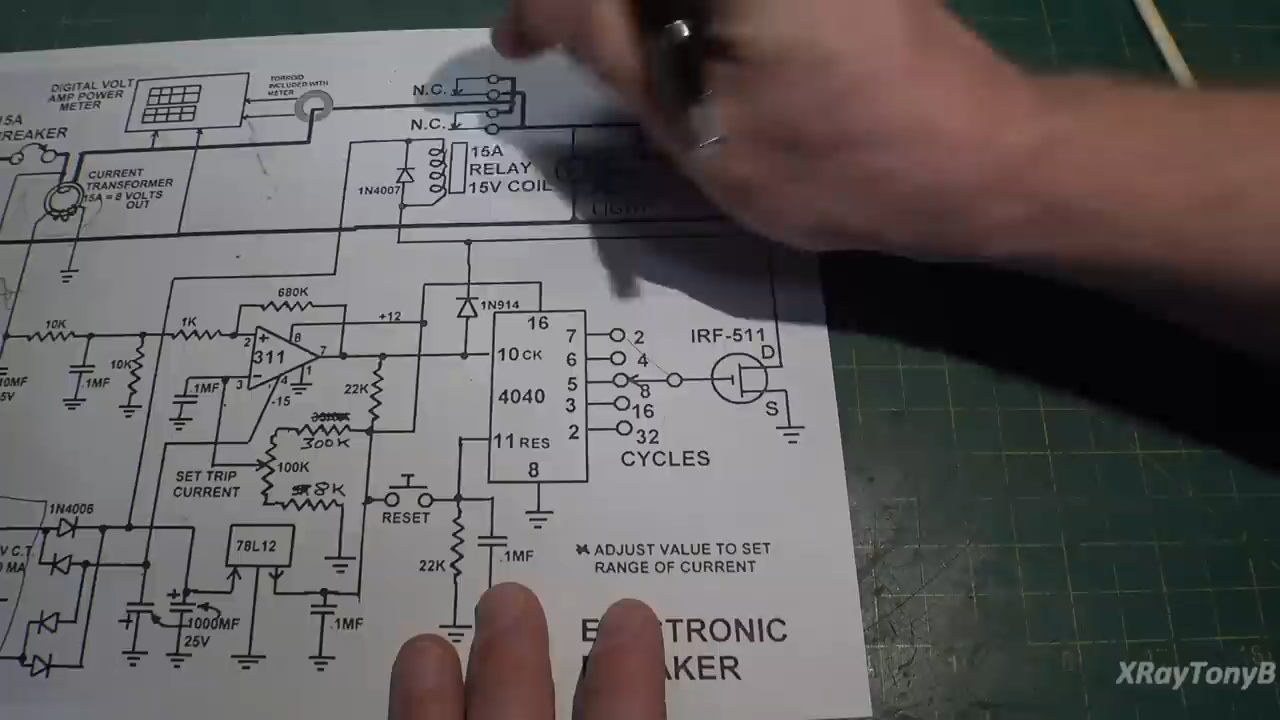 DIGITAL VOLT
AMP POWER
METER
TORROID
INCLUDED WITH
METER
N.C.
N.C.
15A
CURRENT
TRANSFORMER
15A = 8 VOLTS
OUT
1N4007
15A
RELAY
15V COIL
680K
+12
1N914
10K
1K
2
+
8
311
7
-
3
4
1
-15
10K
.1MF
.1MF
22K
300K
100K
8K
SET TRIP
CURRENT
16
10 CK
4040
11 RES
8
7
2
6
4
5
8
3
16
2
32
CYCLES
IRF-511
D
S
RESET
1N4006
78L12
+
+
1000MF
25V
.1MF
22K
.1MF
ADJUST VALUE TO SET
RANGE OF CURRENT
XRayTonyB